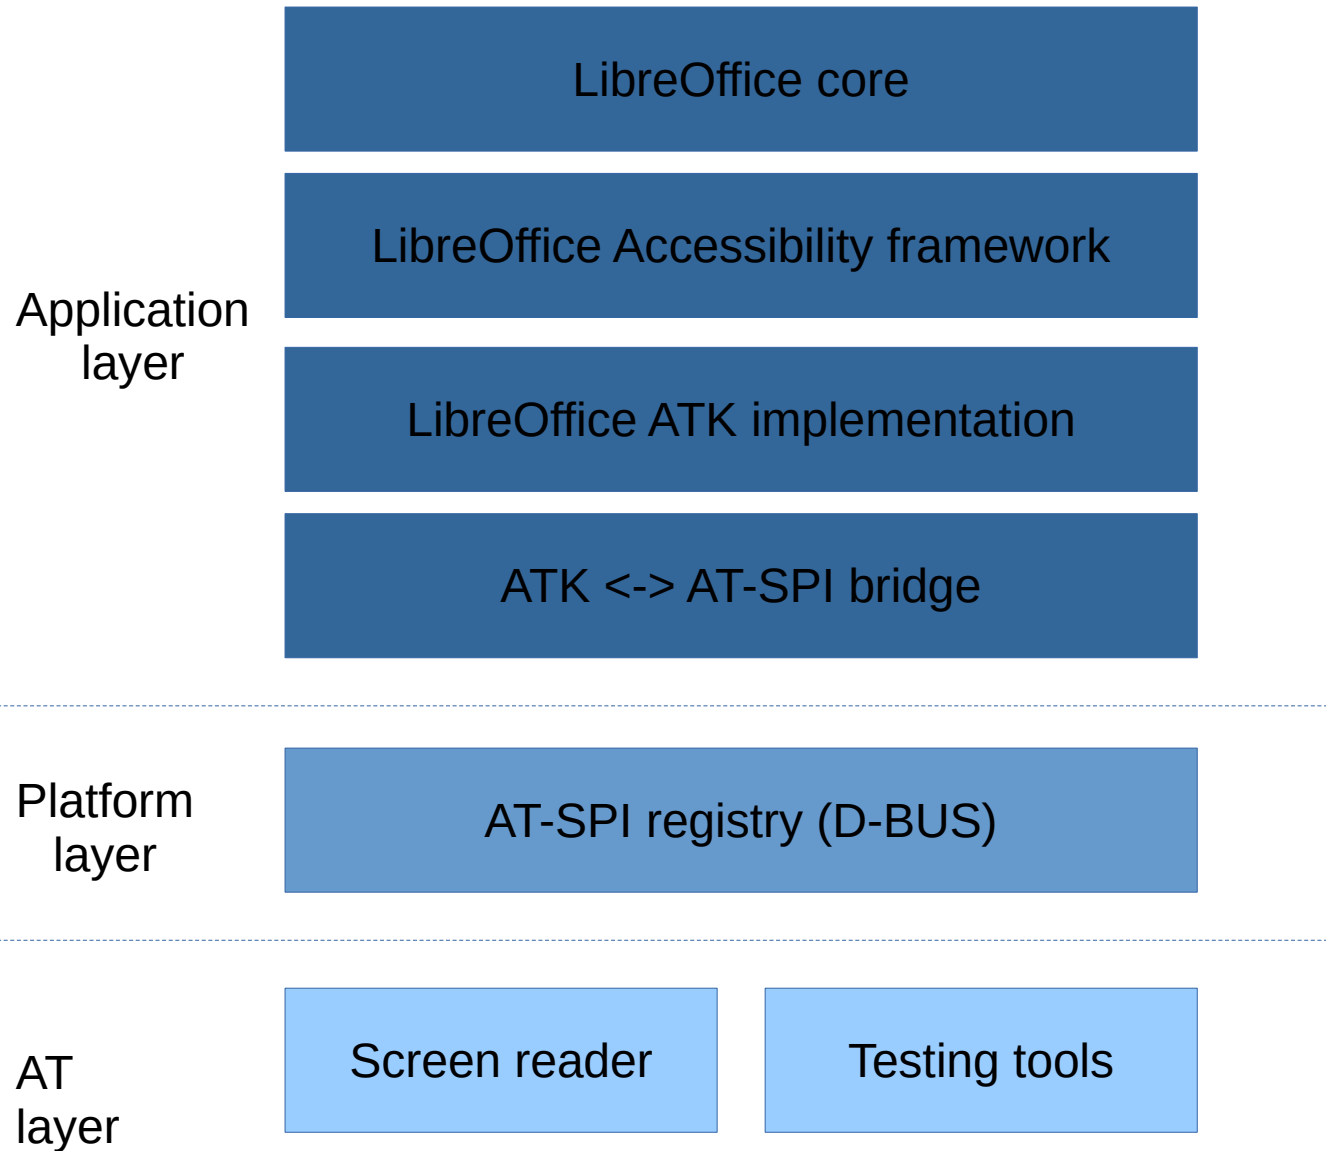 LibreOffice core
LibreOffice Accessibility framework
Application
layer
LibreOffice ATK implementation
ATK <-> AT-SPI bridge
Platform
layer
AT-SPI registry (D-BUS)
Screen reader
Testing tools
AT
layer